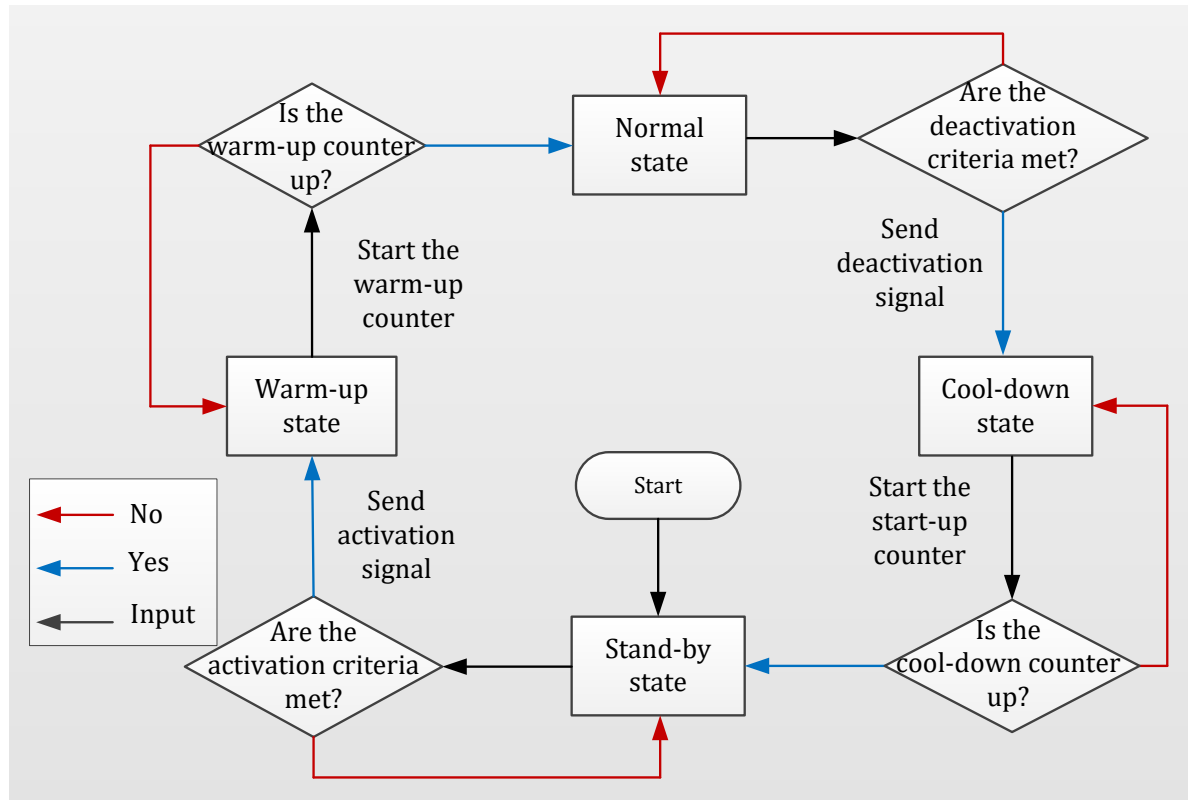 Is the
warm-up counter
up?
Normal
state
Are the
deactivation
criteria met?
Start the
warm-up
counter
Send
deactivation
signal
Warm-up
state
Cool-down
state
Start
Send
activation
signal
Start the
start-up
counter
No
Yes
Input
Are the
activation criteria
met?
Stand-by
state
Is the
cool-down counter
up?